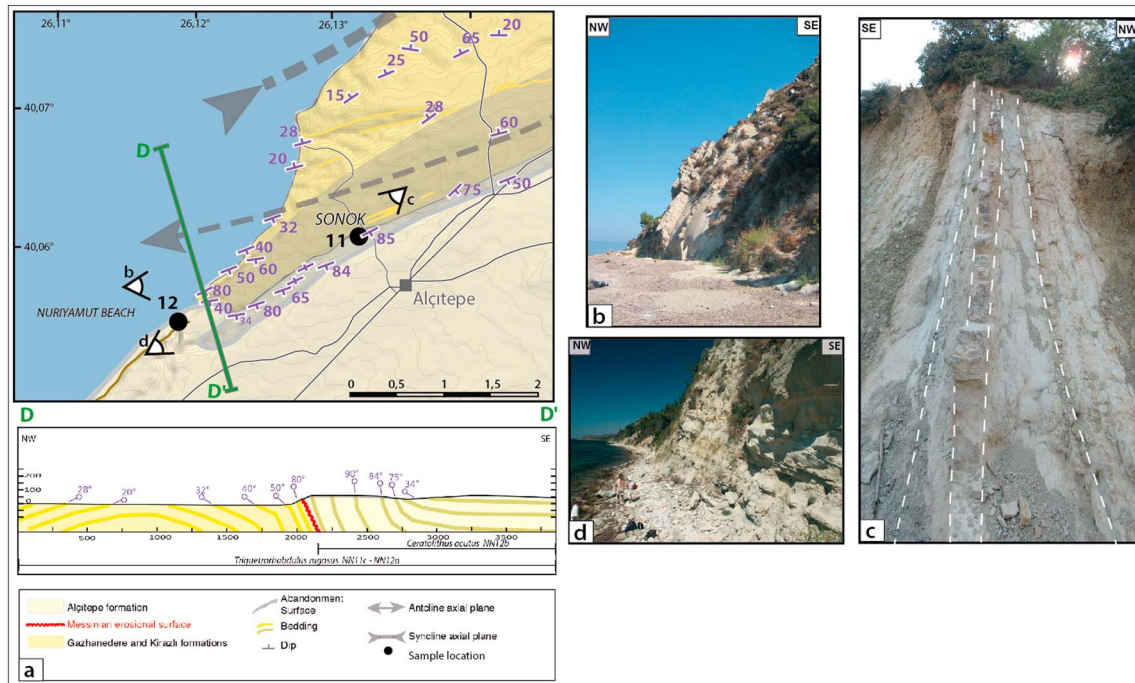 26,11°
26,12°
26,13°
20
50
65
25
40,07°
15
28
28
60
20
D
50
75
SONOK
c
32
11
85
40,06°
40
60
84
50
b
80
65
Alçıtepe
12
40
80
NURIYAMUT BEACH
34
d
D'
0 0,5 1 1,5 2
D D'
NW SE
200
100
0
28° 20° 32° 40° 50° 80° 90° 84° 75° 34°
500 1000 1500 2000 2500 3000 3500
Ceratolithus acutus NN12b
Triquetrorhabdulus rugosus NN11c - NN12a
Alçıtepe formation
Messinian erosional surface
Gazhanedere and Kirazlı formations
Abandonment
Surface
Bedding
Dip
Antcline axial plane
Syncline axial plane
Sample location
a
NW SE
b
NW SE
d
SE NW
c